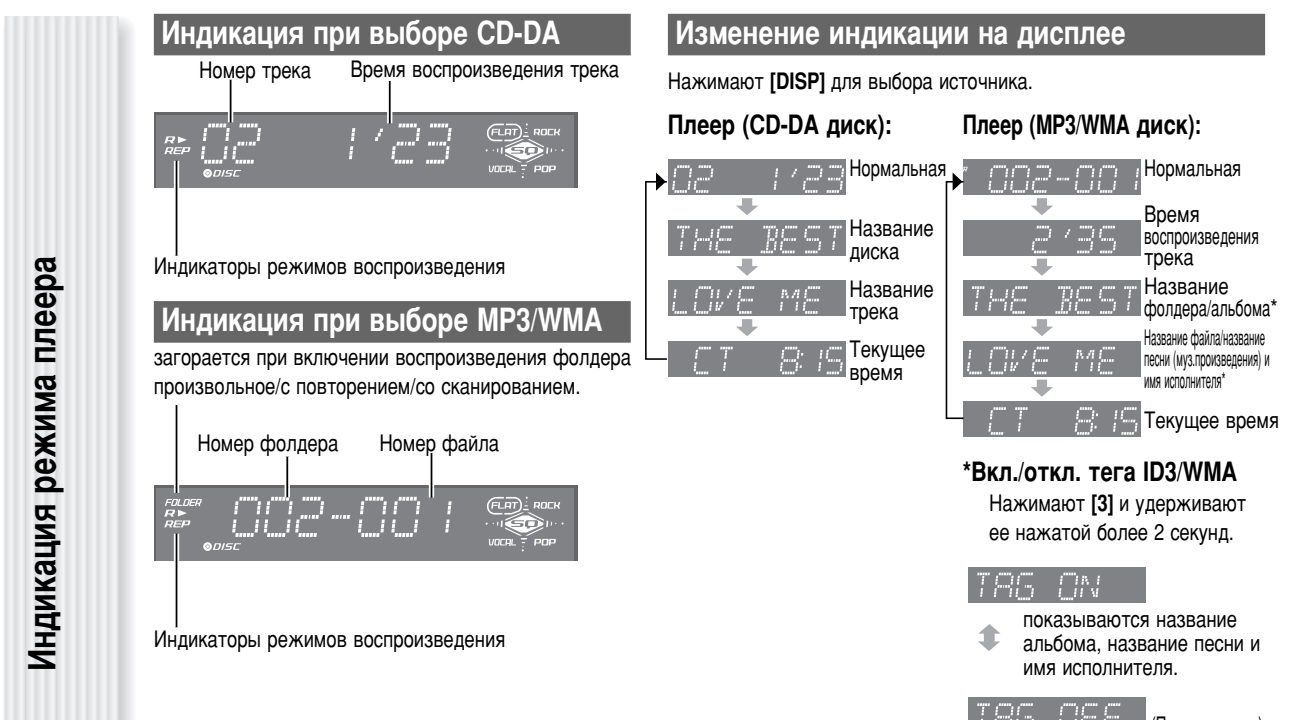 Индикация режима плеера
Индикация при выборе CD-DA
Номер трека
Время воспроизведения трека
R►
REP
02 1'23
DISC
FLAT
ROCK
SQ
VOCAL
POP
Индикаторы режимов воспроизведения
Индикация при выборе MP3/WMA
загорается при включении воспроизведения фолдера
произвольное/с повторением/со сканированием.
Номер фолдера
Номер файла
FOLDER
R►
REP
002-001
DISC
FLAT
ROCK
SQ
VOCAL
POP
Индикаторы режимов воспроизведения
Изменение индикации на дисплее
Нажимают [DISP] для выбора источника.
Плеер (CD-DA диск):
02 1'23
Нормальная
THE BEST
Название
диска
LOVE ME
Название
трека
CT 8:15
Текущее
время
Плеер (MP3/WMA диск):
002-001
Нормальная
2'35
Время
воспроизведения
трека
THE BEST
Название
фолдера/альбома*
LOVE ME
Название файла/название
песни (муз.произведения) и
имя исполнителя*
CT 8:15
Текущее время
*Вкл./откл. тега ID3/WMA
Нажимают [3] и удерживают
ее нажатой более 2 секунд.
TAG ON
показываются название
альбома, название песни и
имя исполнителя.
TAG OFF